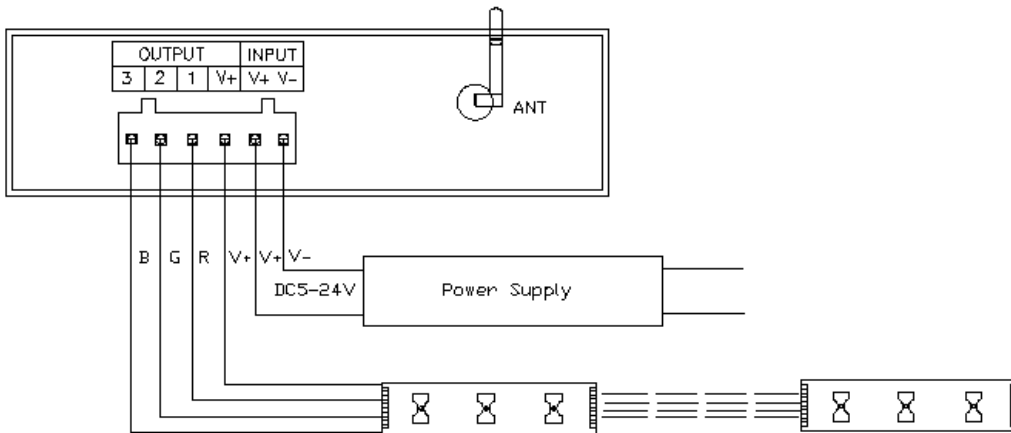 OUTPUT INPUT
3 2 1 V+ V+ V-
ANT
B G R V+ V+ V-
DC5-24V
Power Supply